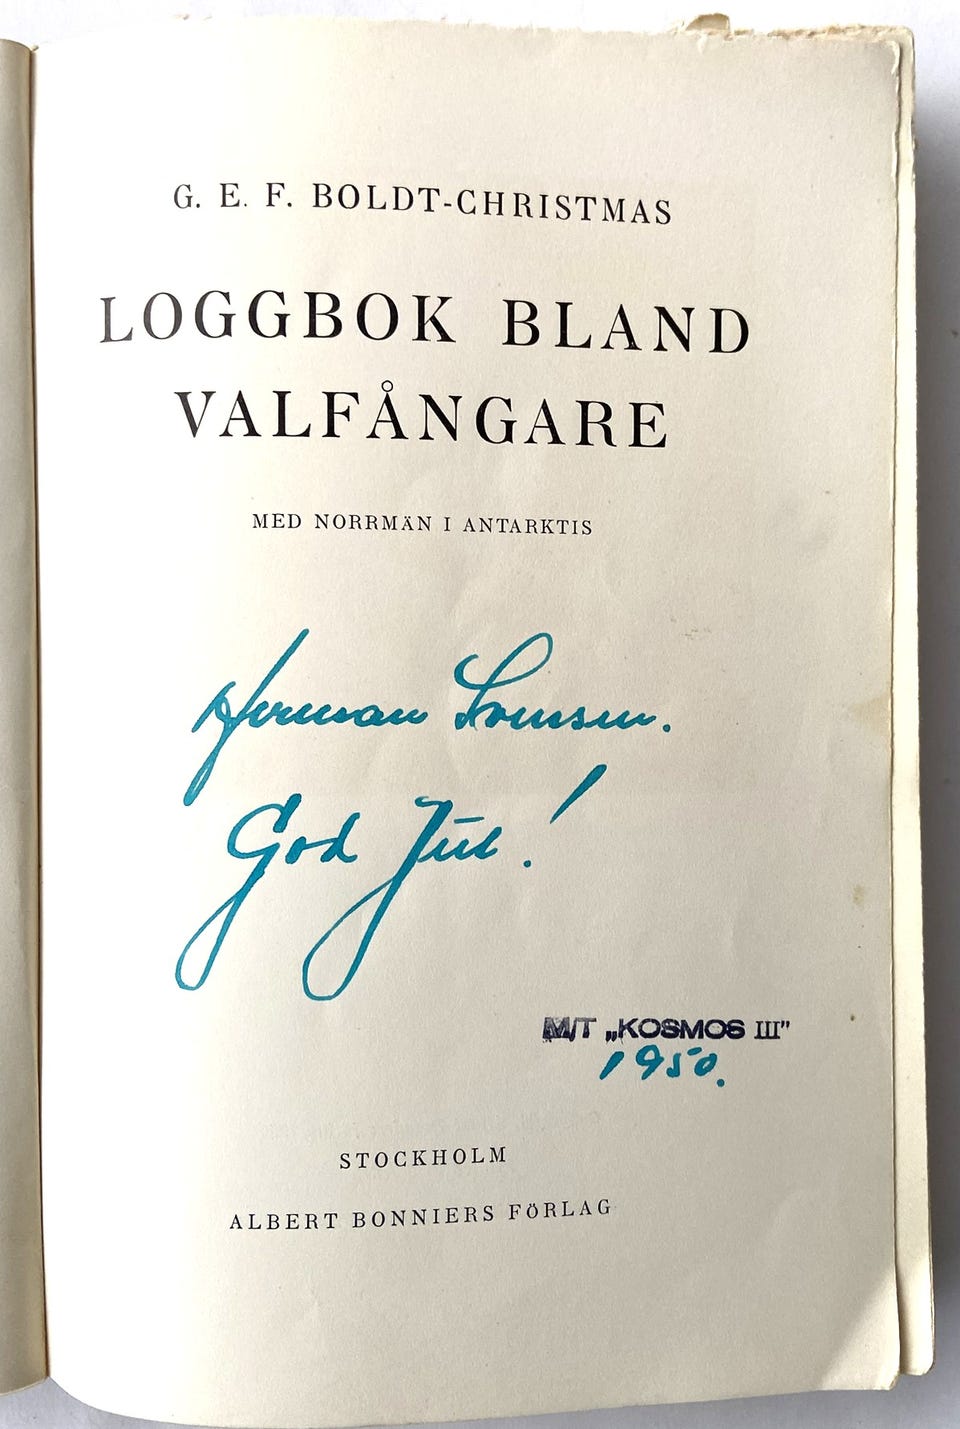 G. E. F. BOLDT-CHRISTMAS
LOGGBOK BLAND
VALFÅNGARE
MED NORRMÄN I ANTARKTIS
Herman
God Jul!
M/T „KOSMOS III”
1950.
STOCKHOLM
ALBERT BONNIERS FÖRLAG